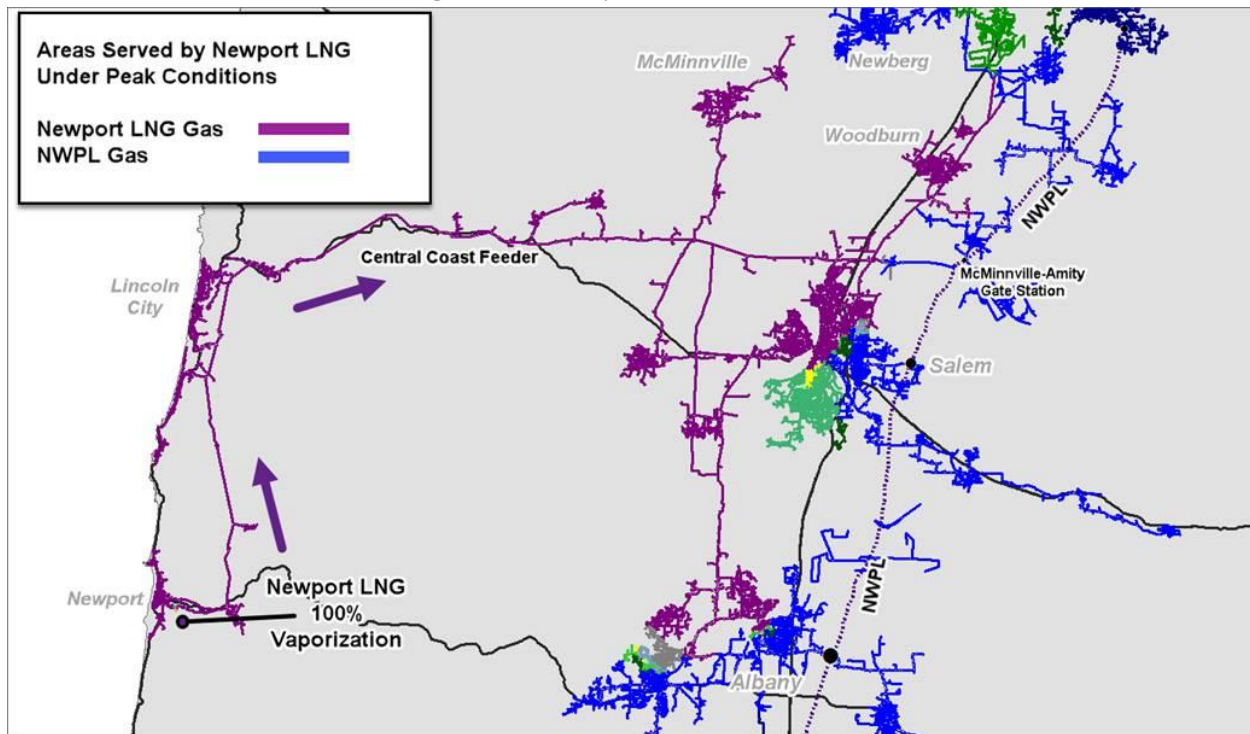 Areas Served by Newport LNG
Under Peak Conditions
Newport LNG Gas
NWPL Gas
McMinnville
Newberg
Woodburn
NWPL
Central Coast Feeder
McMinnville-Amity
Gate Station
Lincoln
City
Salem
Newport
Newport LNG
100%
Vaporization
NWPL
Albany